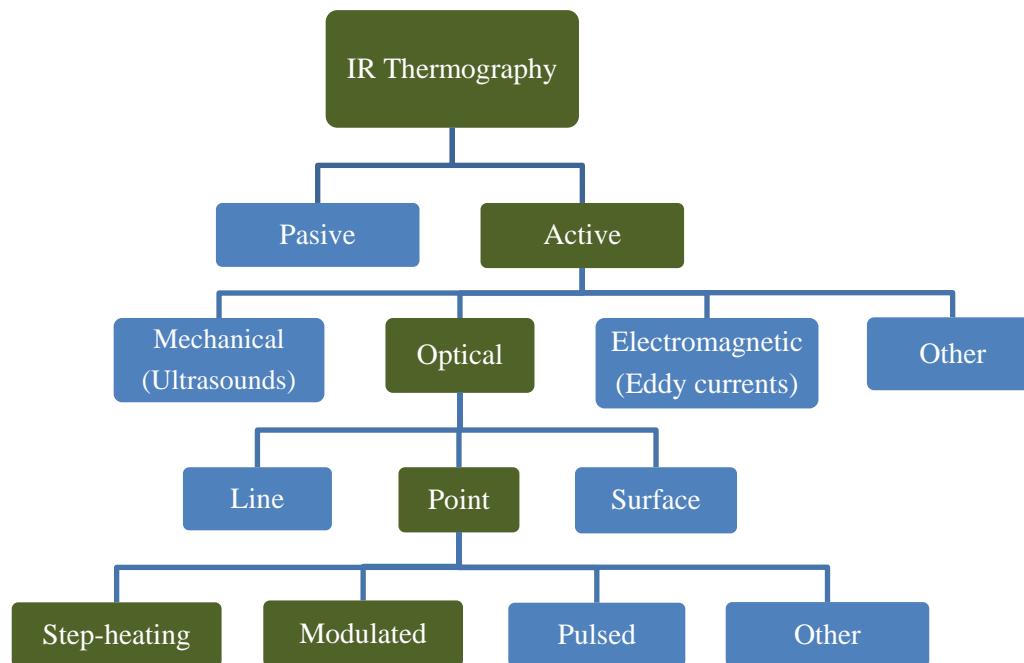 IR Thermography
Pasive
Active
Mechanical
(Ultrasounds)
Optical
Electromagnetic
(Eddy currents)
Other
Line
Point
Surface
Step-heating
Modulated
Pulsed
Other